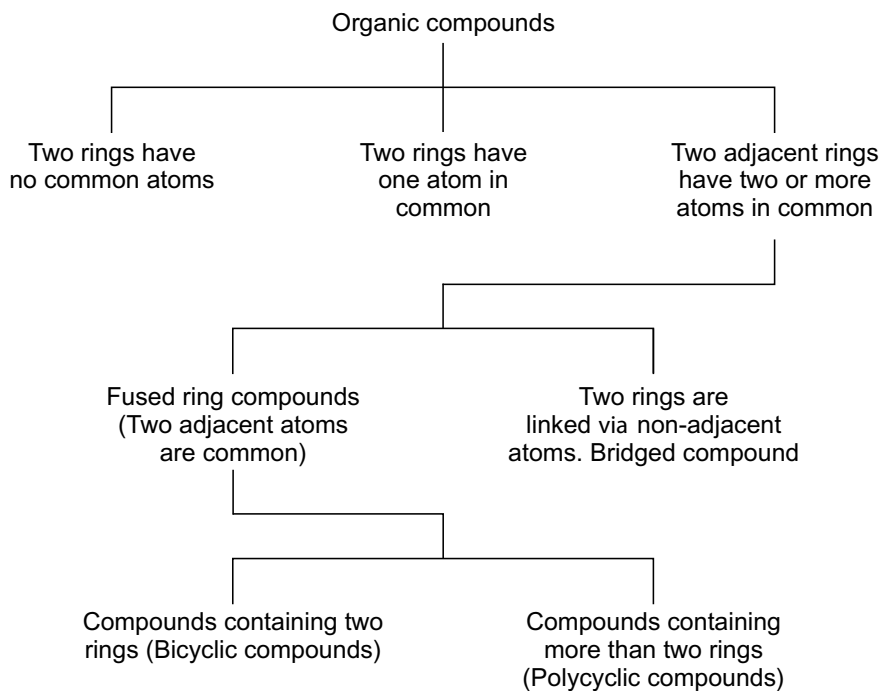 Organic compounds
Two rings have
no common atoms
Two rings have
one atom in
common
Two adjacent rings
have two or more
atoms in common
Fused ring compounds
(Two adjacent atoms
are common)
Two rings are
linked via non-adjacent
atoms. Bridged compound
Compounds containing two
rings (Bicyclic compounds)
Compounds containing
more than two rings
(Polycyclic compounds)